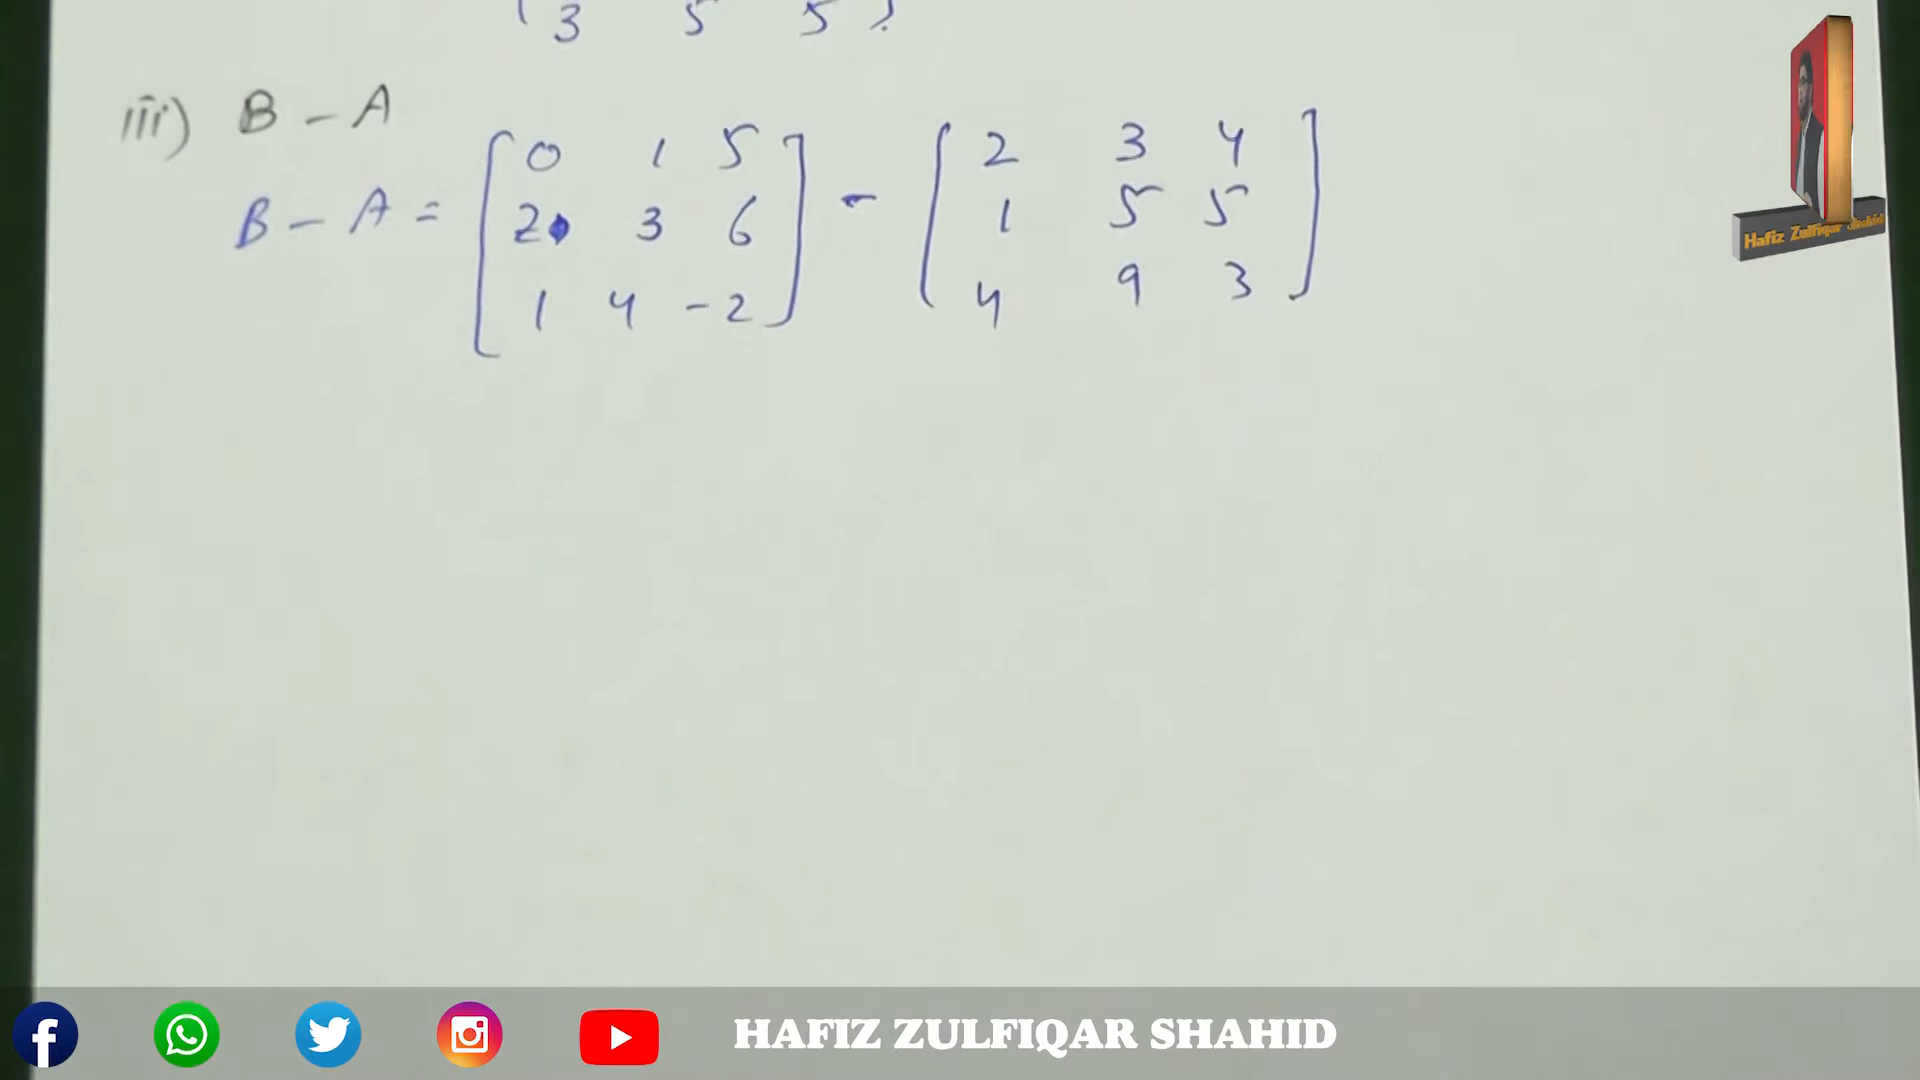 3 5 5
iii) B - A
B - A = [ 0 1 5 ] - [ 2 3 4 ]
2 3 6 1 5 5
1 4 -2 4 9 3
Hafiz Zulfiqar Shahid
HAFIZ ZULFIQAR SHAHID